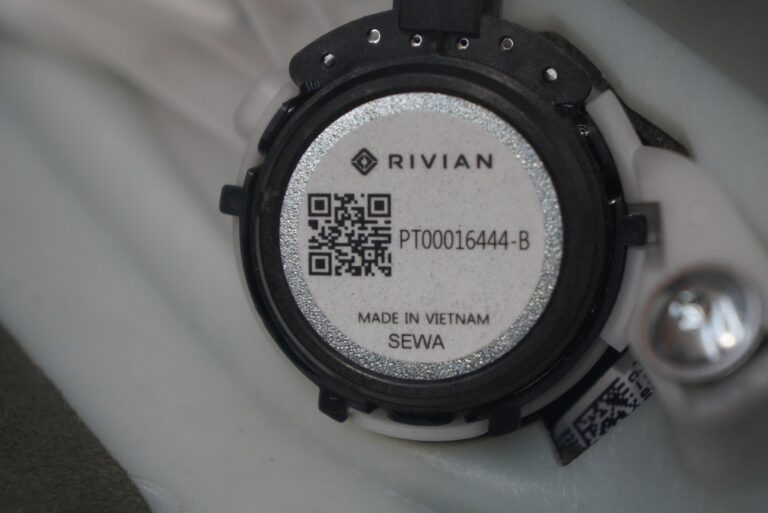 RIVIAN
PT00016444-B
MADE IN VIETNAM
SEWA